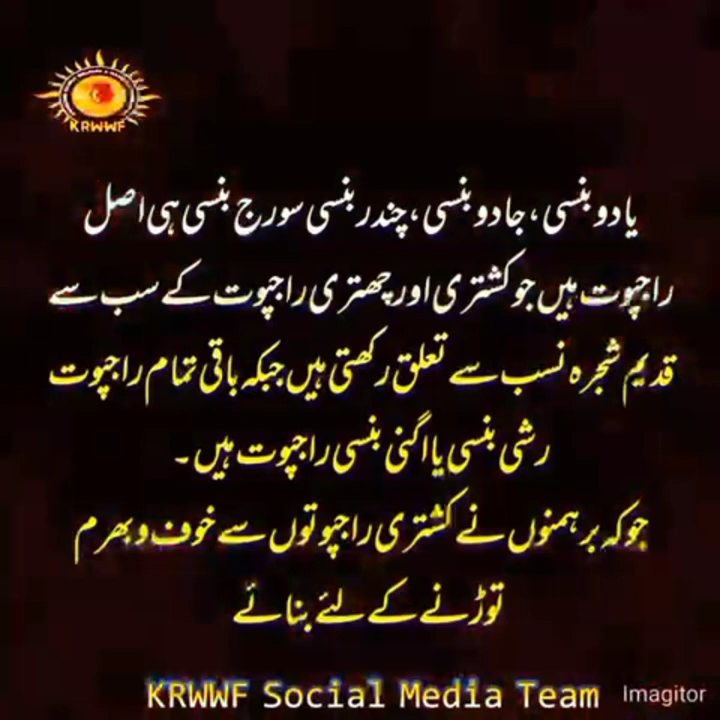 KRWWF
یادو بنسی، جادو بنسی، چندر بنسی سورج بنسی ہی اصل
راجپوت ہیں جو کشتری اور چھتری راجپوت کے سب سے
قدیم شجرہ نسب سے تعلق رکھتی ہیں جبکہ باقی تمام راجپوت
رشی بنسی یا اگنی بنسی راجپوت ہیں۔
جو کہ برہمنوں نے کشتری راجپوتوں سے خوف و بھرم
توڑنے کے لئے بنائے
KRWWF Social Media Team
Imagitor